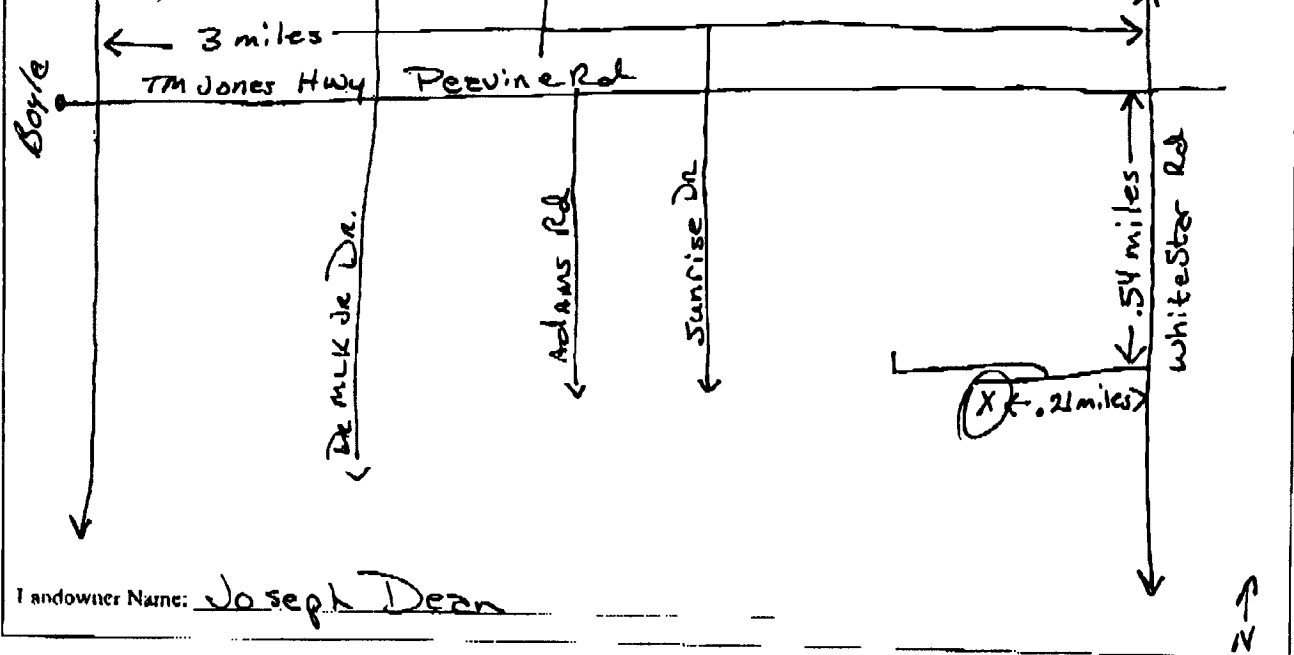 3 miles
TM Jones Hwy Peevine Rd
Boyle
Dr MLK Jr Dr.
Adams Rd
Sunrise Dr
.54 miles
WhiteStar Rd
X .21 miles
Landowner Name: Joseph Dean
N